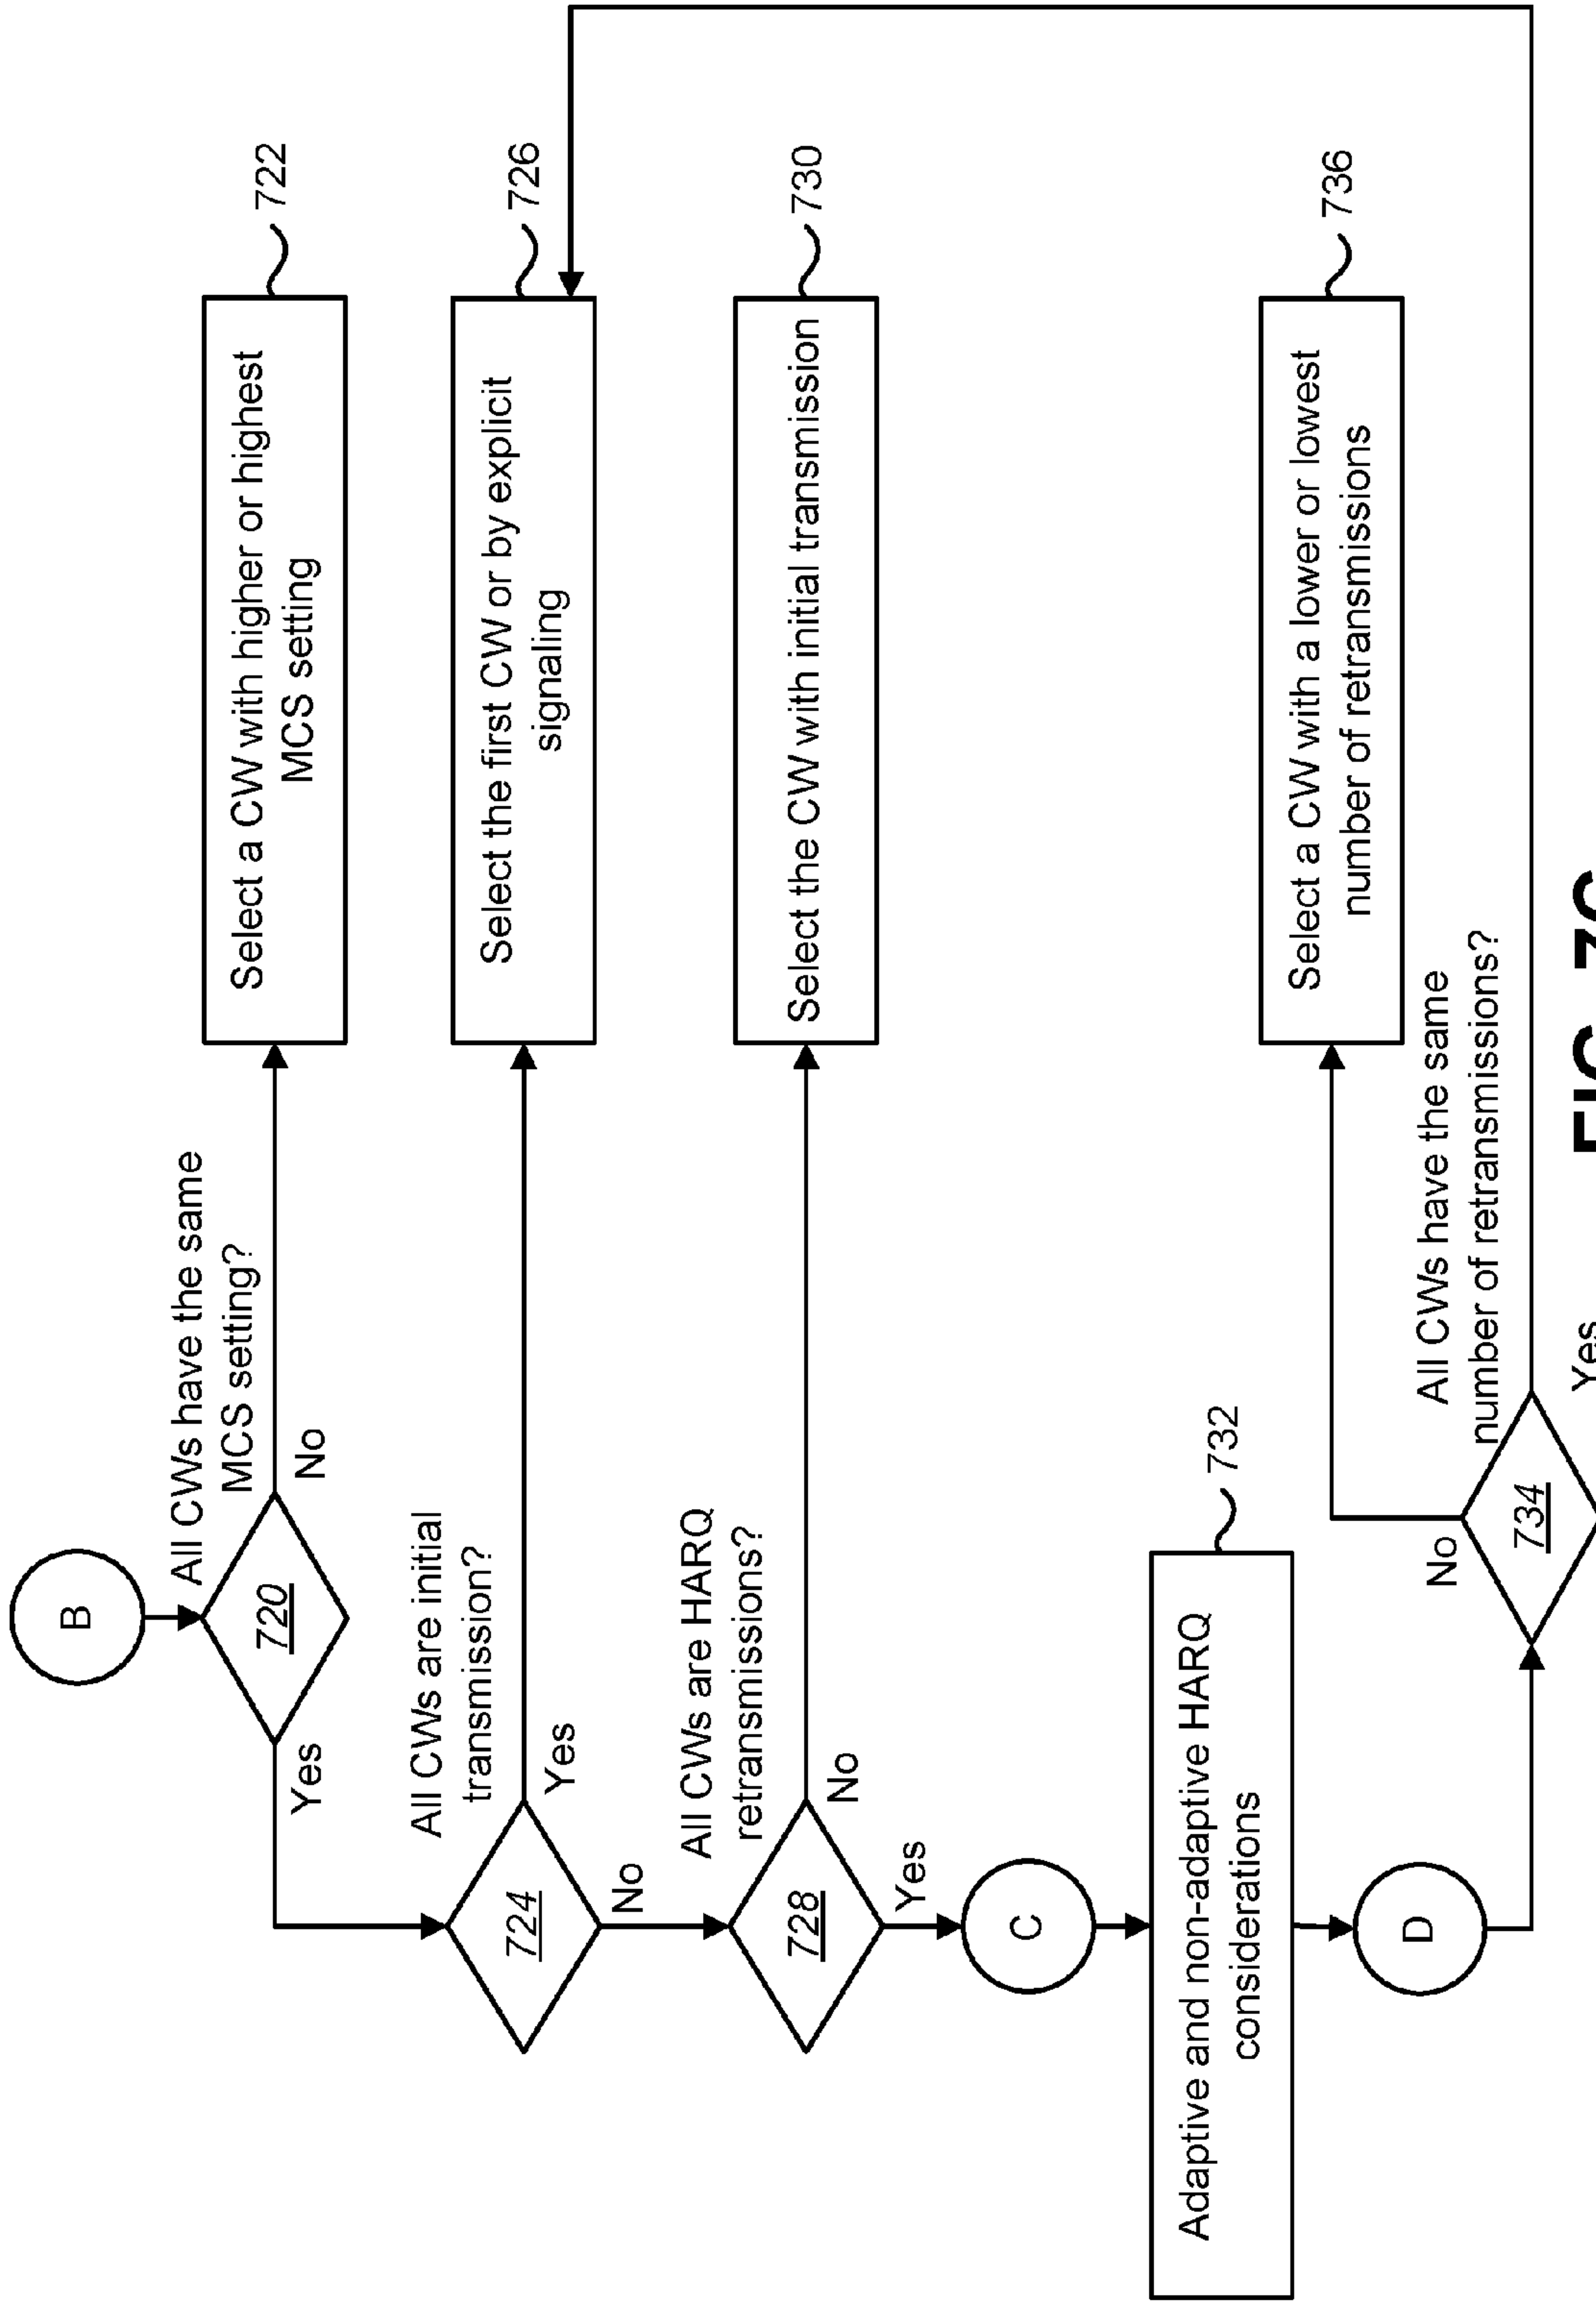 B
All CWs have the same
MCS setting?
720
No
Yes
Select a CW with higher or highest
MCS setting
722
All CWs are initial
transmission?
724
Yes
No
Select the first CW or by explicit
signaling
726
All CWs are HARQ
retransmissions?
728
No
Yes
Select the CW with initial transmission
730
C
Adaptive and non-adaptive HARQ
considerations
732
D
734
No
Select a CW with a lower or lowest
number of retransmissions
736
All CWs have the same
number of retransmissions?
Yes